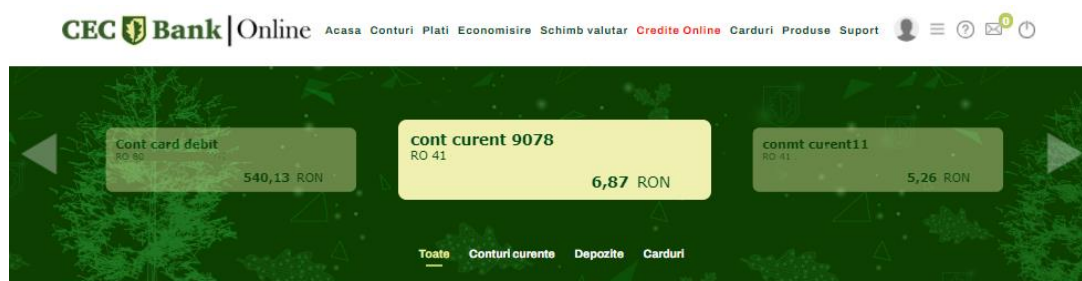 CEC Bank | Online Acasa Conturi Plati Economisire Schimb valutar Credite Online Carduri Produse Suport ? 0
Cont card debit
RO 80
540,13 RON
cont curent 9078
RO 41
6,87 RON
conmt curent11
RO 41
5,26 RON
Toate Conturi curente Depozite Carduri